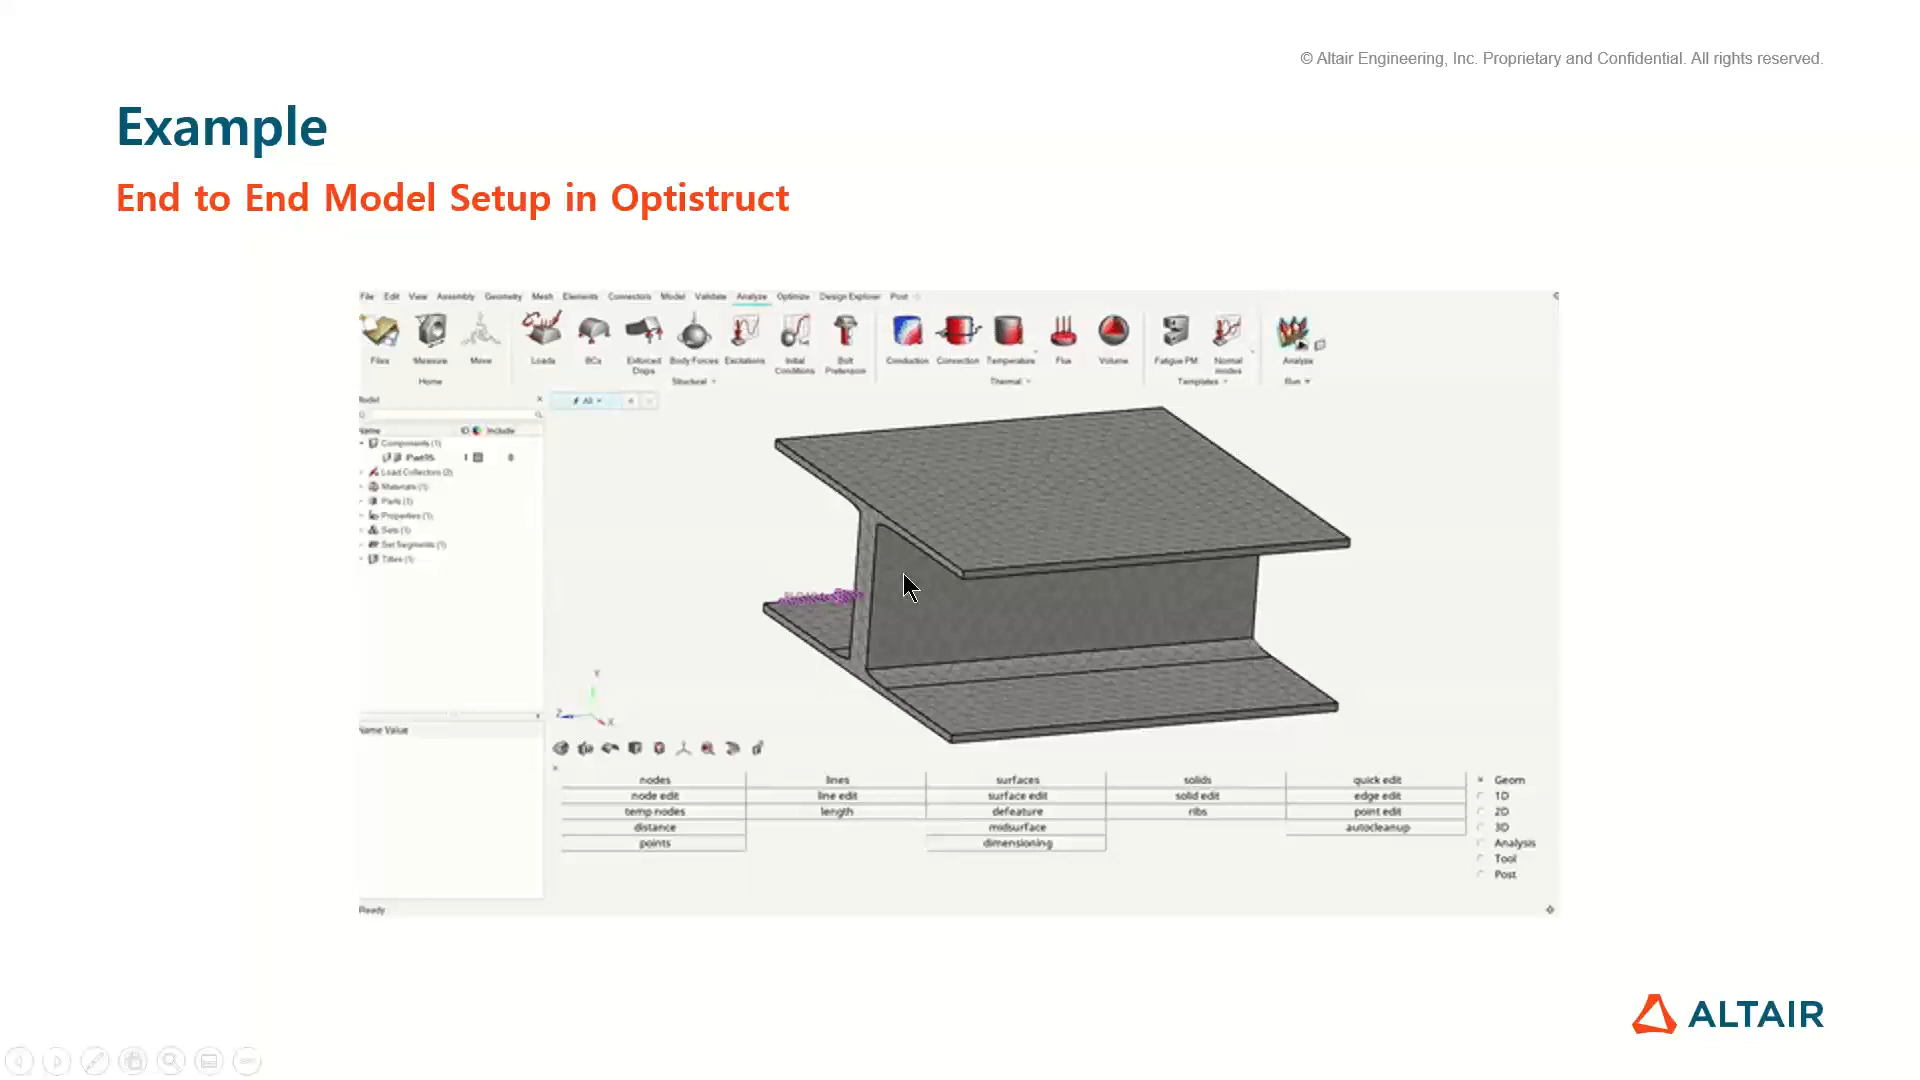 © Altair Engineering, Inc. Proprietary and Confidential. All rights reserved.
Example
End to End Model Setup in Optistruct
File Edit View Assembly Geometry Mesh Elements Connectors Model Validate Analyze Optimize Design Explorer Post
Files Measure Move Loads BCs Enforced Disps Body Forces Excitations Initial Conditions Bolt Pretension Conduction Convection Temperature Flux Volume Fatigue PM Normal modes Analyze
Home Structural Thermal Templates Run
Model
All
Name ID Include
Components (1)
Part15 1 0
Load Collectors (2)
Materials (1)
Parts (1)
Properties (1)
Sets (1)
Set Segments (1)
Titles (1)
Y
Z X
Name Value
nodes lines surfaces solids quick edit Geom
node edit line edit surface edit solid edit edge edit 1D
temp nodes length defeature ribs point edit 2D
distance midsurface autocleanup 3D
points dimensioning Analysis
Tool
Post
Ready
ALTAIR